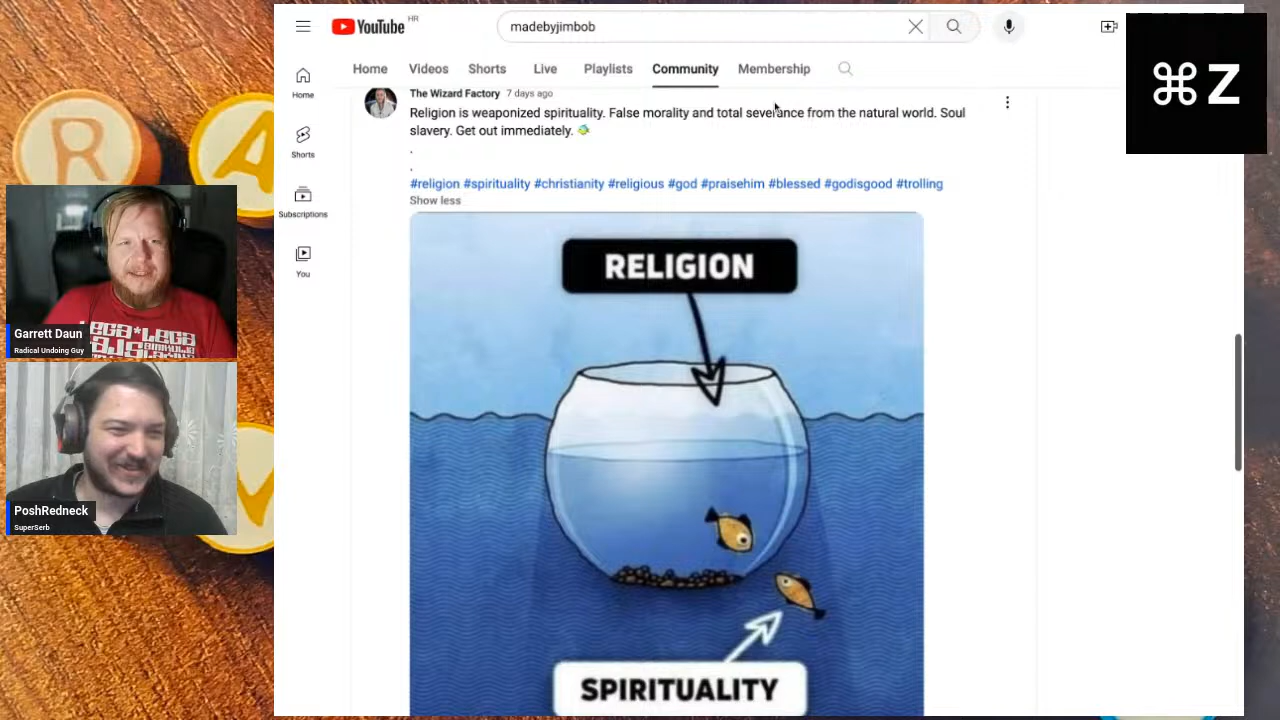 YouTube HR
madebyjimbob
⌘ Z
Home Videos Shorts Live Playlists Community Membership
Home
Shorts
Subscriptions
You
The Wizard Factory 7 days ago
Religion is weaponized spirituality. False morality and total severance from the natural world. Soul
slavery. Get out immediately.
.
.
#religion #spirituality #christianity #religious #god #praisehim #blessed #godisgood #trolling
Show less
RELIGION
SPIRITUALITY
R
A
Garrett Daun
Radical Undoing Guy
PoshRedneck
SuperSerb